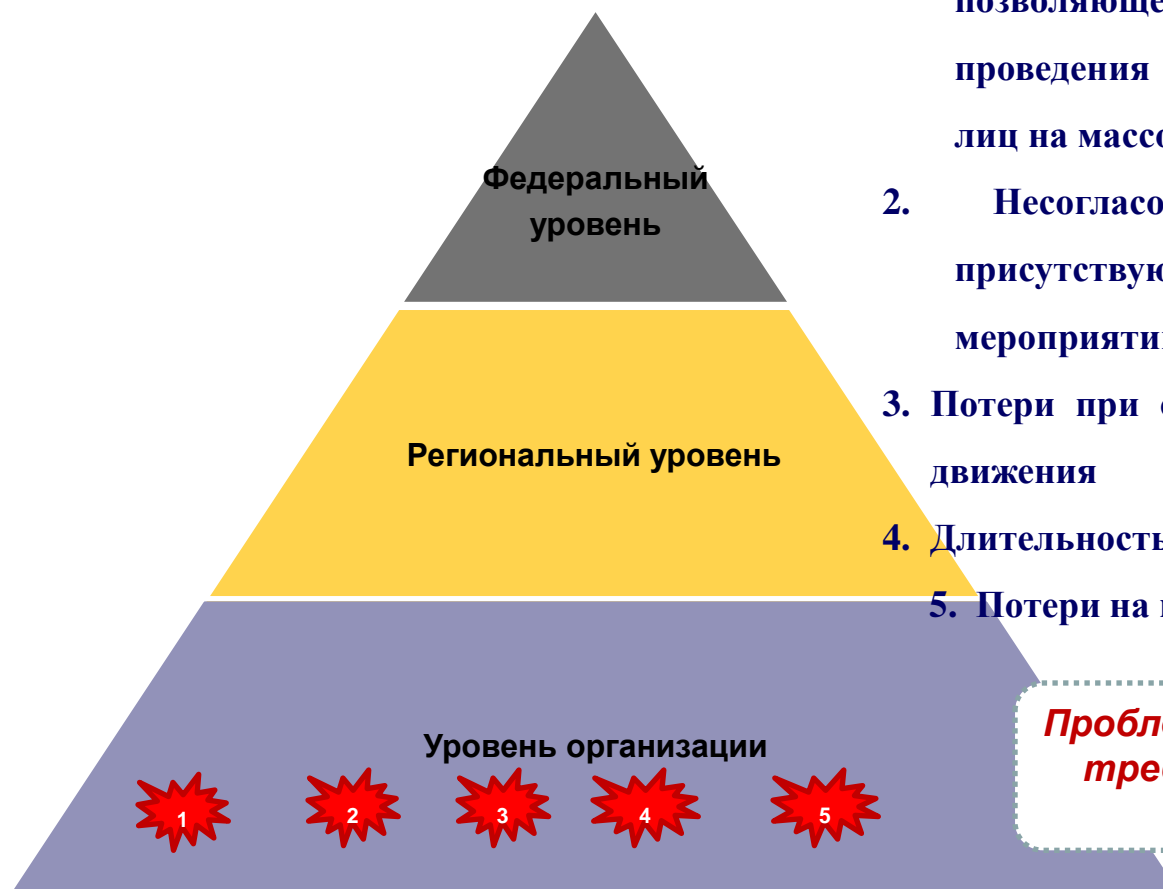 позволяюще
проведения
лиц на массо
2. Несогласо
присутствую
мероприяти
3. Потери при
движения
4. Длительность
5. Потери на
Федеральный
уровень
Региональный уровень
Уровень организации
1 2 3 4 5
Пробл
тре